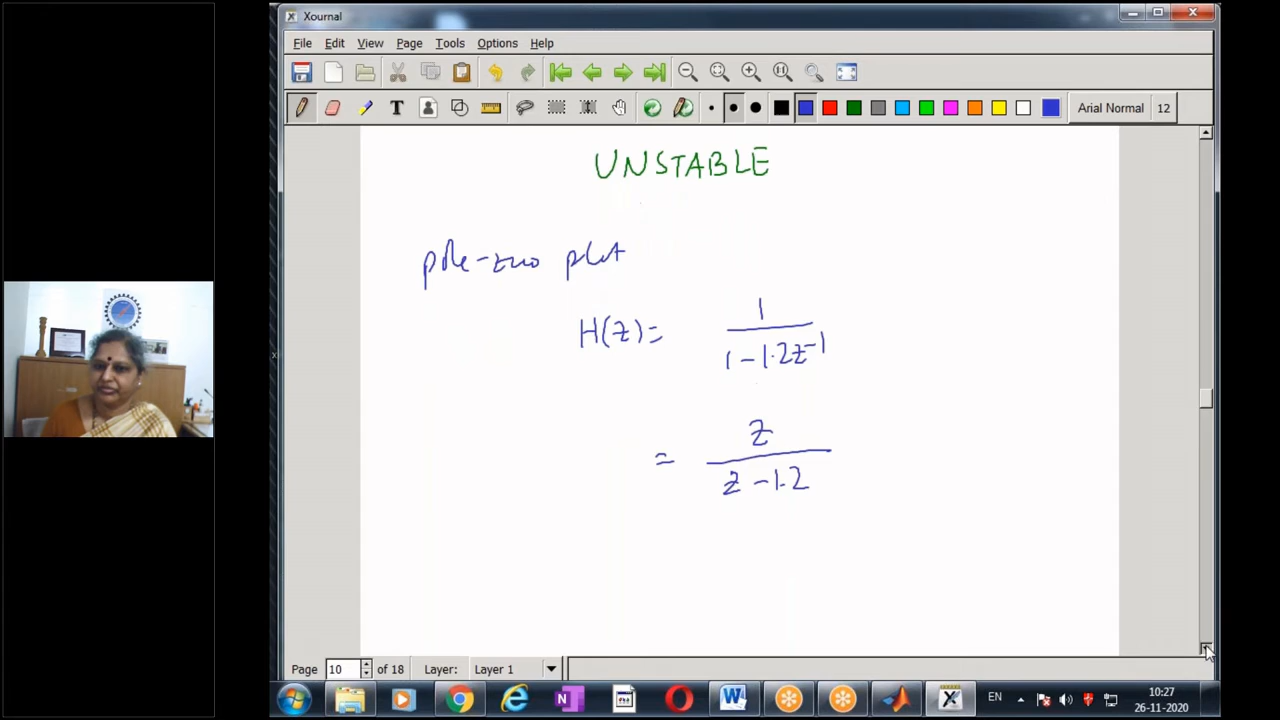 Xournal
File Edit View Page Tools Options Help
Arial Normal 12
UNSTABLE
pole-zero plot
H(z)= 1
1-1.2z⁻¹
= z
z-1.2
Page 10 of 18 Layer: Layer 1
EN 10:27
26-11-2020